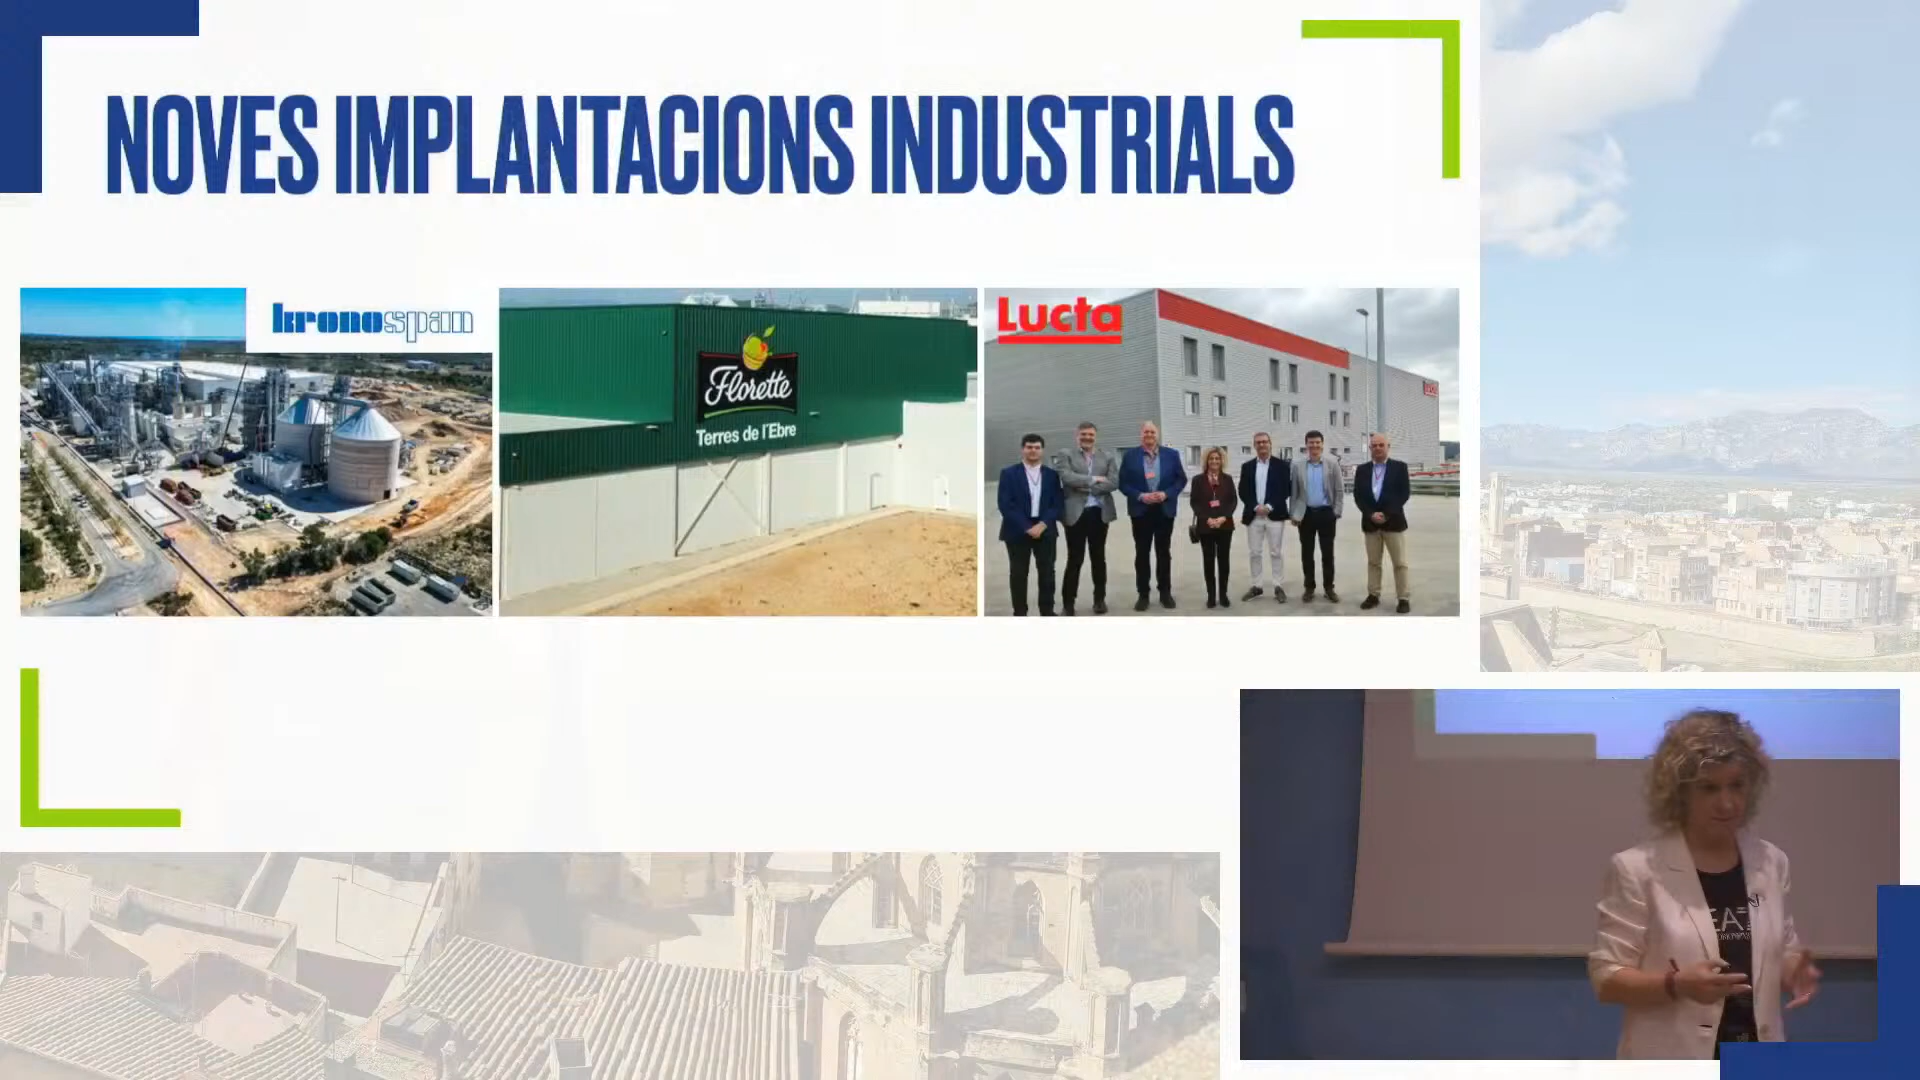 NOVES IMPLANTACIONS INDUSTRIALS
kronospan
Florette
Terres de l'Ebre
Lucta